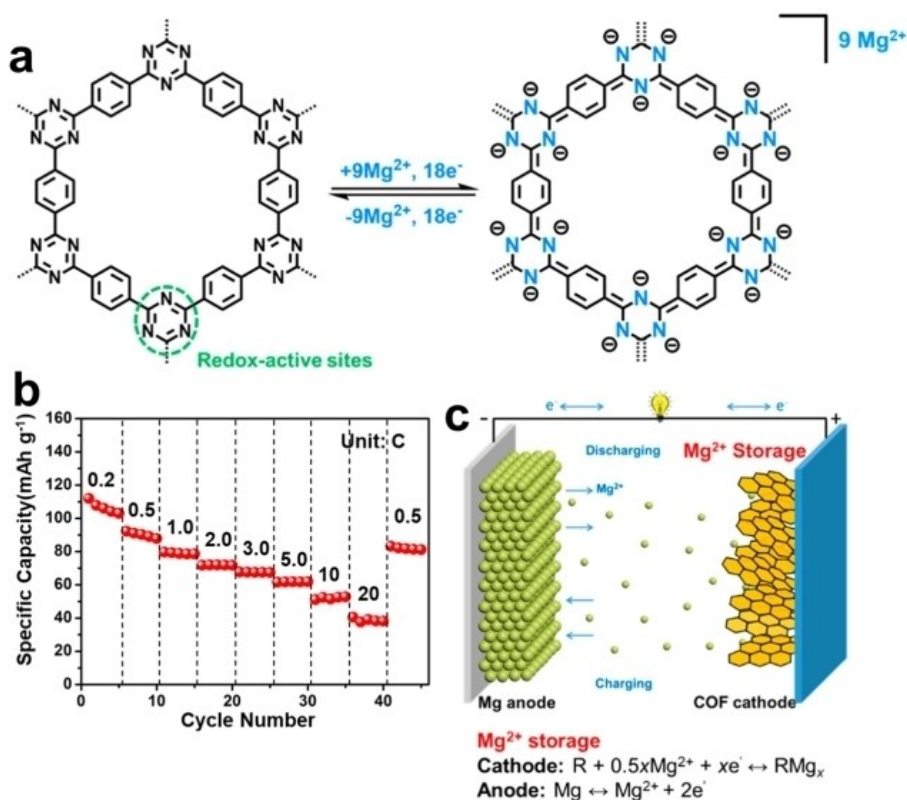 a
9 Mg²⁺
+9Mg²⁺, 18e⁻
-9Mg²⁺, 18e⁻
N N N
N N N
N N N
N N N
N N N
N N N
Redox-active sites
b
Specific Capacity(mAh g⁻¹)
160
140
120
100
80
60
40
20
0
Unit: C
0.2
0.5
1.0
2.0
3.0
5.0
10
20
0.5
0 10 20 30 40
Cycle Number
c
- e⁻ e⁻ +
Discharging
Mg²⁺ Storage
Mg²⁺
Charging
Mg anode
COF cathode
Mg²⁺ storage
Cathode: R + 0.5xMg²⁺ + xe⁻ ↔ RMgₓ
Anode: Mg ↔ Mg²⁺ + 2e⁻